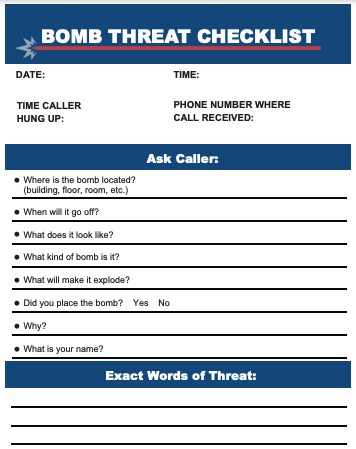 BOMB THREAT CHECKLIST
DATE: TIME:
TIME CALLER
HUNG UP:
PHONE NUMBER WHERE
CALL RECEIVED:
Ask Caller:
• Where is the bomb located?
(building, floor, room, etc.)
• When will it go off?
• What does it look like?
• What kind of bomb is it?
• What will make it explode?
• Did you place the bomb? Yes No
• Why?
• What is your name?
Exact Words of Threat: